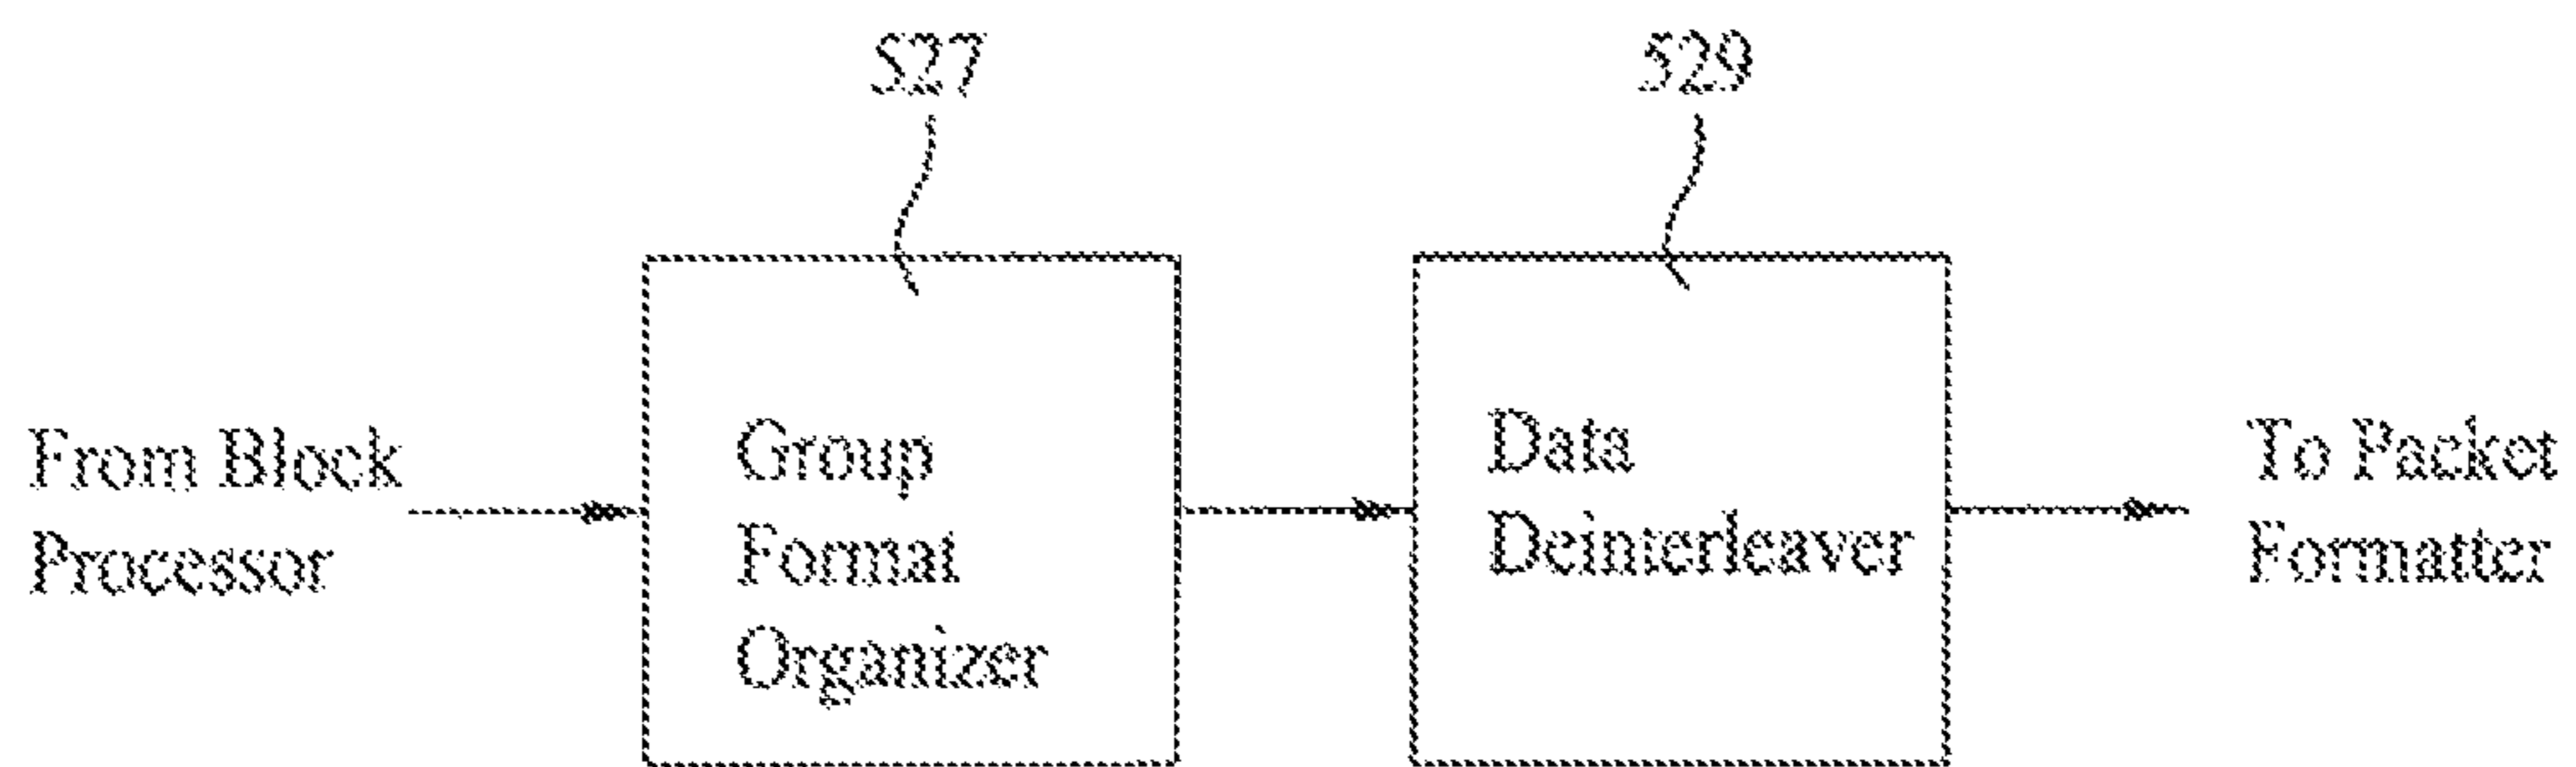 527
529
From Block
Processor
Group
Format
Organizer
Data
Deinterleaver
To Packet
Formatter